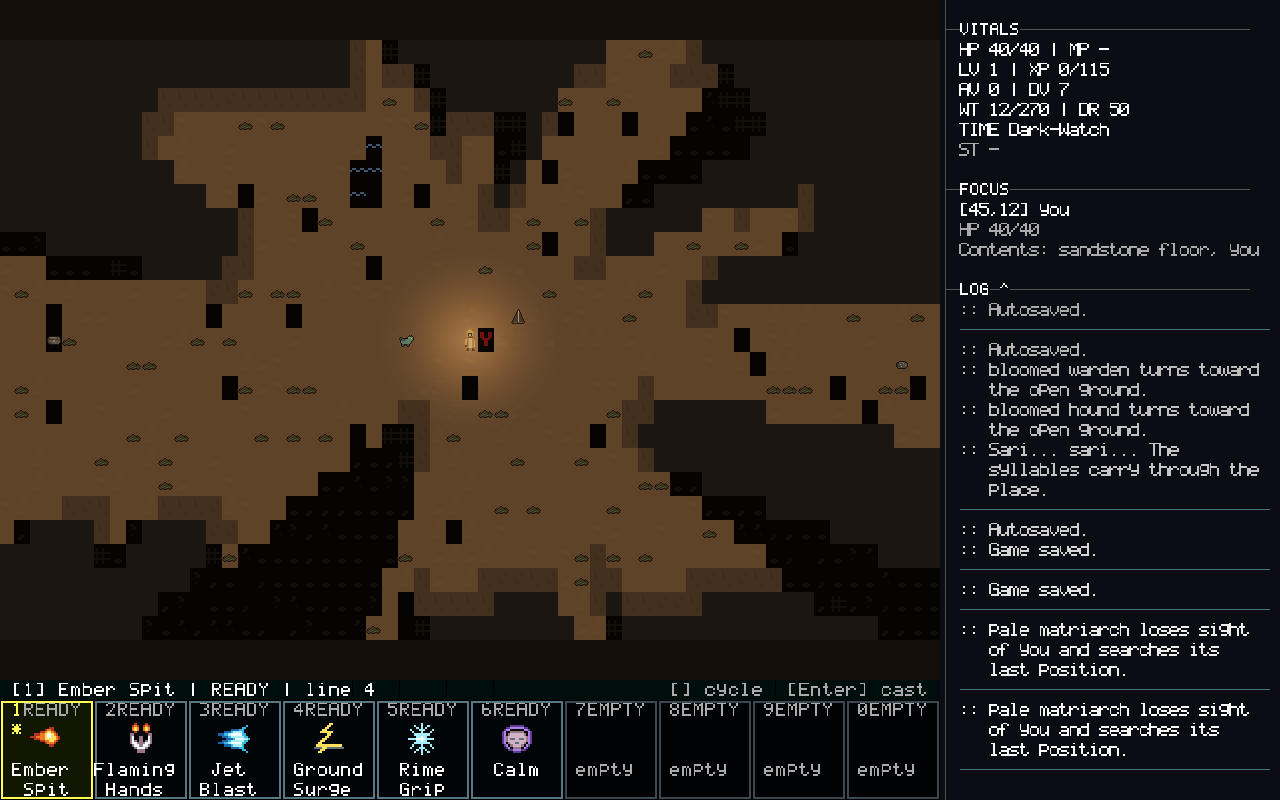 VITALS
HP 40/40 | MP -
LV 1 | XP 0/115
AV 0 | DV 7
WT 12/270 | DR 50
TIME Dark-Watch
ST -
FOCUS
[45,12] You
HP 40/40
Contents: sandstone floor, You
LOG ^
:: Autosaved.
:: Autosaved.
:: bloomed warden turns toward
the oPen ground.
:: bloomed hound turns toward
the oPen ground.
:: Sari... sari... The
syllables carry through the
Place.
:: Autosaved.
:: Game saved.
:: Game saved.
:: Pale matriarch loses sight
of You and searches its
last Position.
:: Pale matriarch loses sight
of You and searches its
last Position.
[1] Ember SPit | READY | line 4
[] cycle [Enter] cast
1READY 2READY 3READY 4READY 5READY 6READY 7EMPTY 8EMPTY 9EMPTY 0EMPTY
*
Ember Flaming Jet Ground Rime Calm emPty emPty emPty emPty
SPit Hands Blast Surge GriP